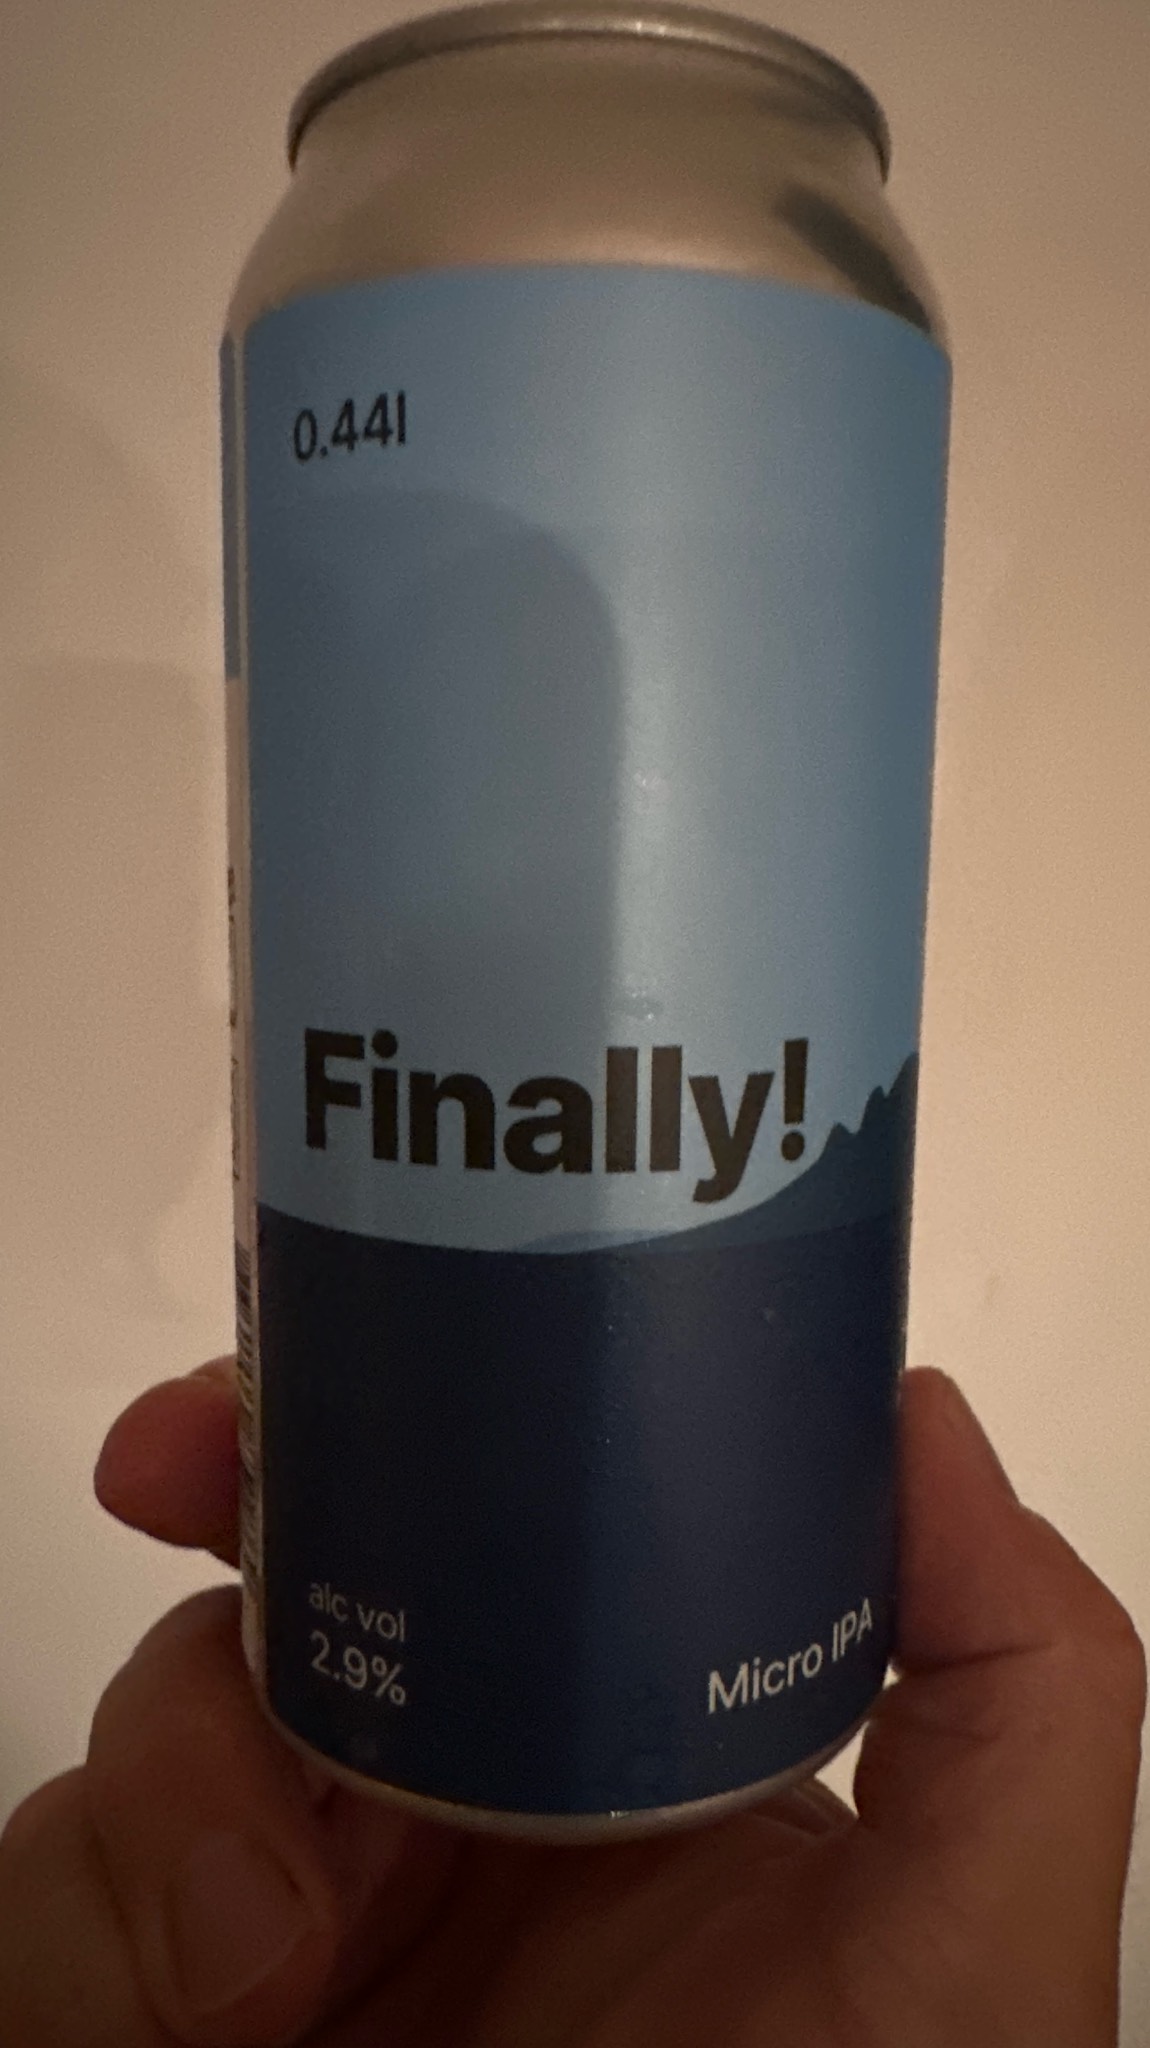 0.44l
Finally!
alc vol
2.9%
Micro IPA